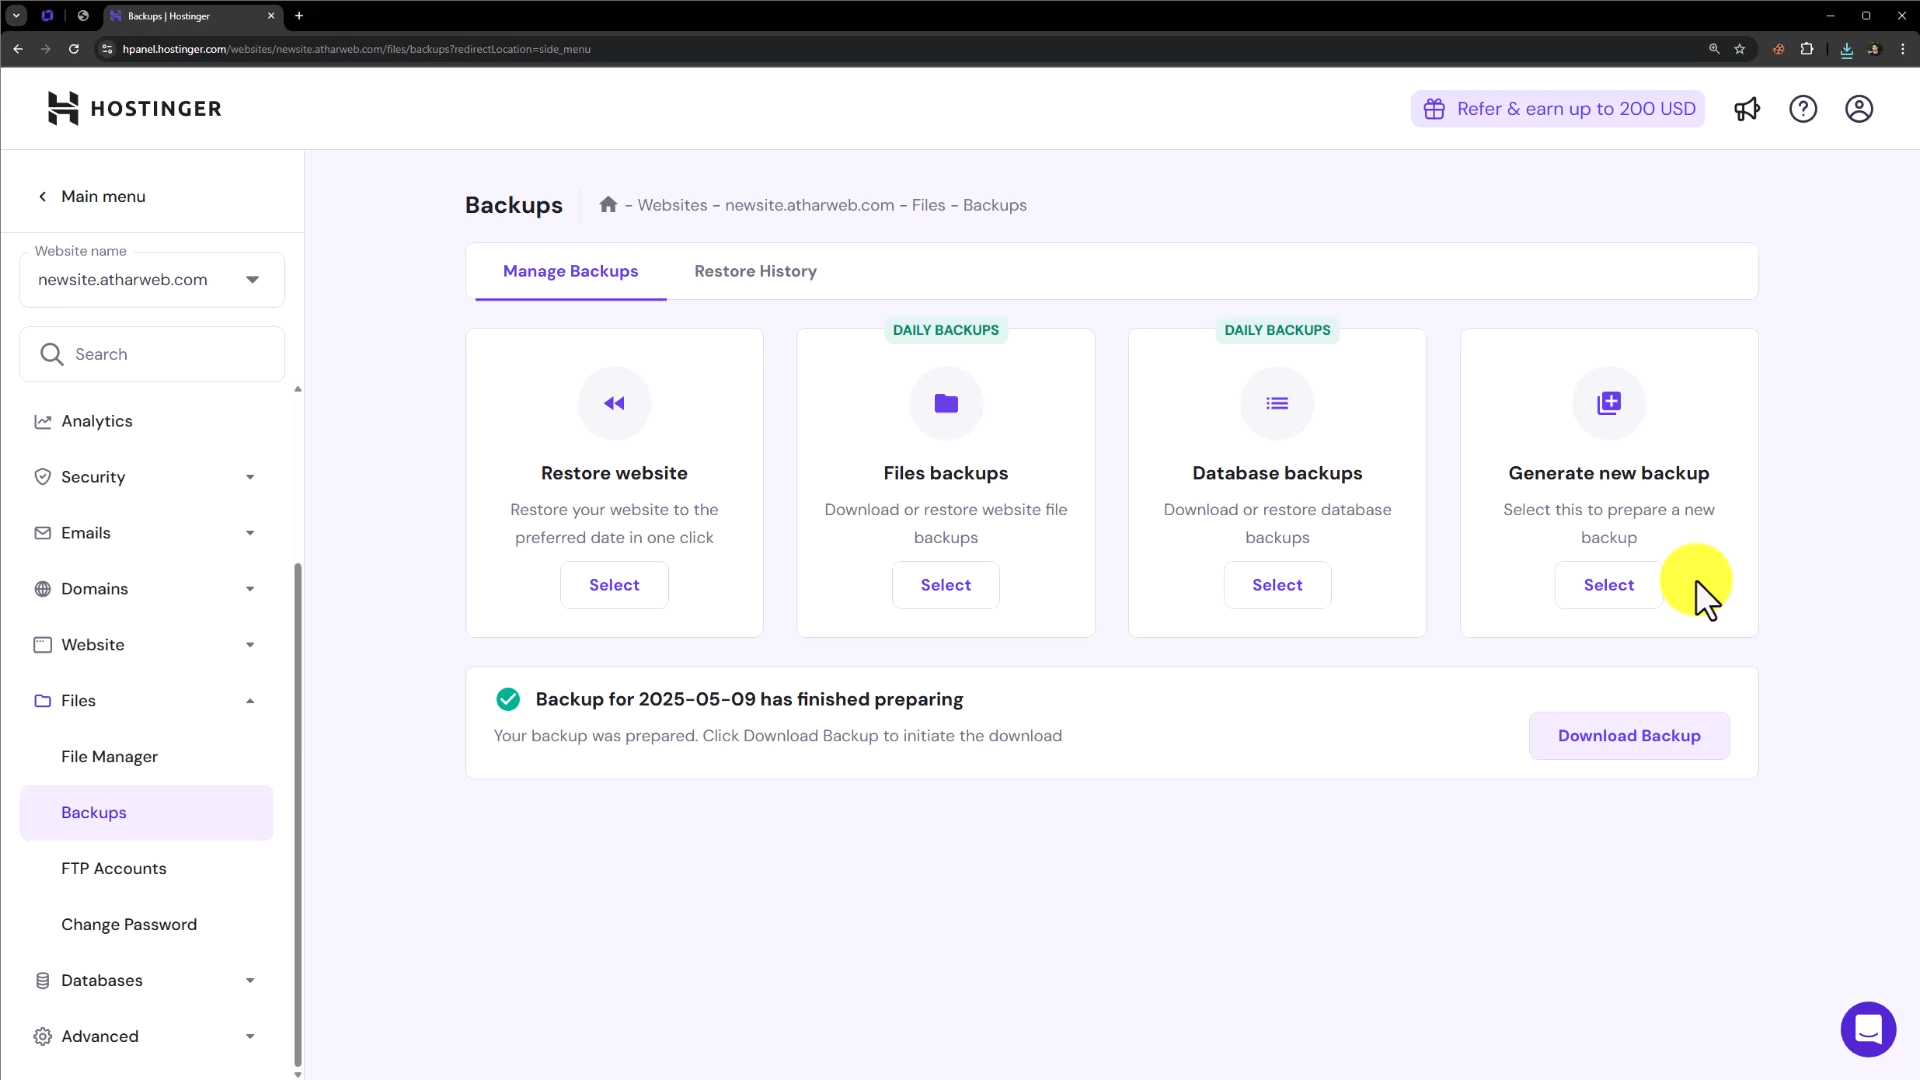 Backups | Hostinger
hpanel.hostinger.com/websites/newsite.atharweb.com/files/backups?redirectLocation=side_menu
HOSTINGER
Refer & earn up to 200 USD
Main menu
Website name
newsite.atharweb.com
Search
Analytics
Security
Emails
Domains
Website
Files
File Manager
Backups
FTP Accounts
Change Password
Databases
Advanced
Backups
- Websites - newsite.atharweb.com - Files - Backups
Manage Backups
Restore History
Restore website
Restore your website to the
preferred date in one click
Select
DAILY BACKUPS
Files backups
Download or restore website file
backups
Select
DAILY BACKUPS
Database backups
Download or restore database
backups
Select
Generate new backup
Select this to prepare a new
backup
Select
Backup for 2025-05-09 has finished preparing
Your backup was prepared. Click Download Backup to initiate the download
Download Backup